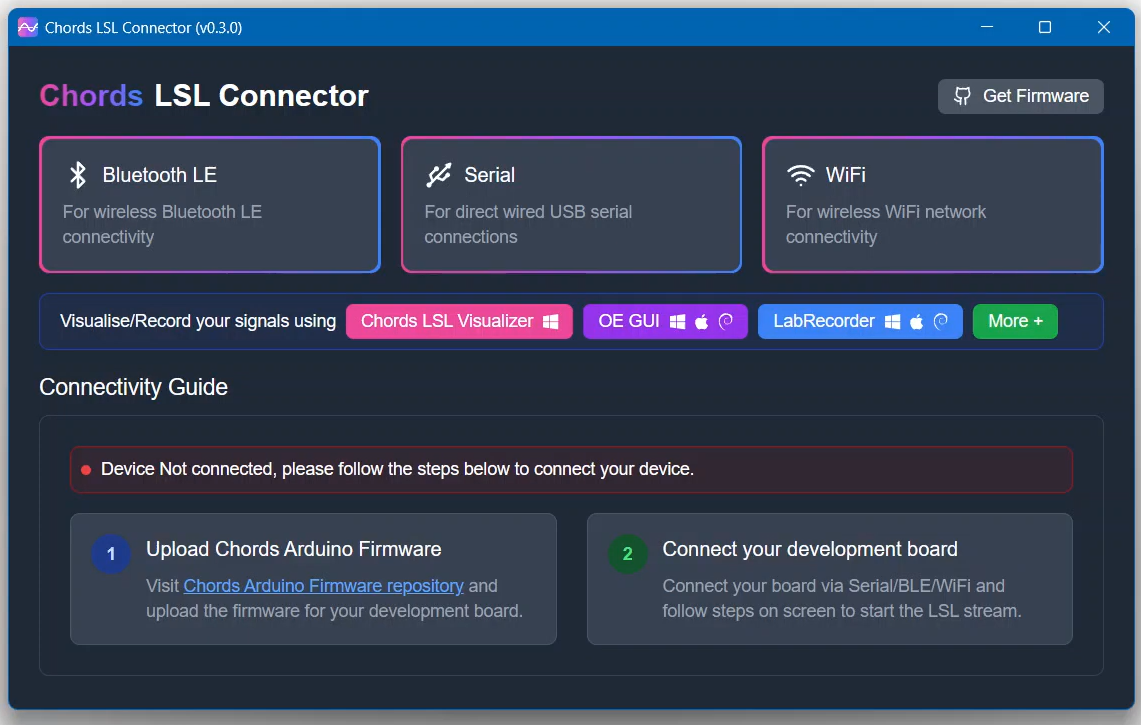 Chords LSL Connector (v0.3.0)
Chords LSL Connector
Get Firmware
Bluetooth LE
For wireless Bluetooth LE
connectivity
Serial
For direct wired USB serial
connections
WiFi
For wireless WiFi network
connectivity
Visualise/Record your signals using
Chords LSL Visualizer
OE GUI
LabRecorder
More +
Connectivity Guide
Device Not connected, please follow the steps below to connect your device.
1
Upload Chords Arduino Firmware
Visit Chords Arduino Firmware repository and
upload the firmware for your development board.
2
Connect your development board
Connect your board via Serial/BLE/WiFi and
follow steps on screen to start the LSL stream.